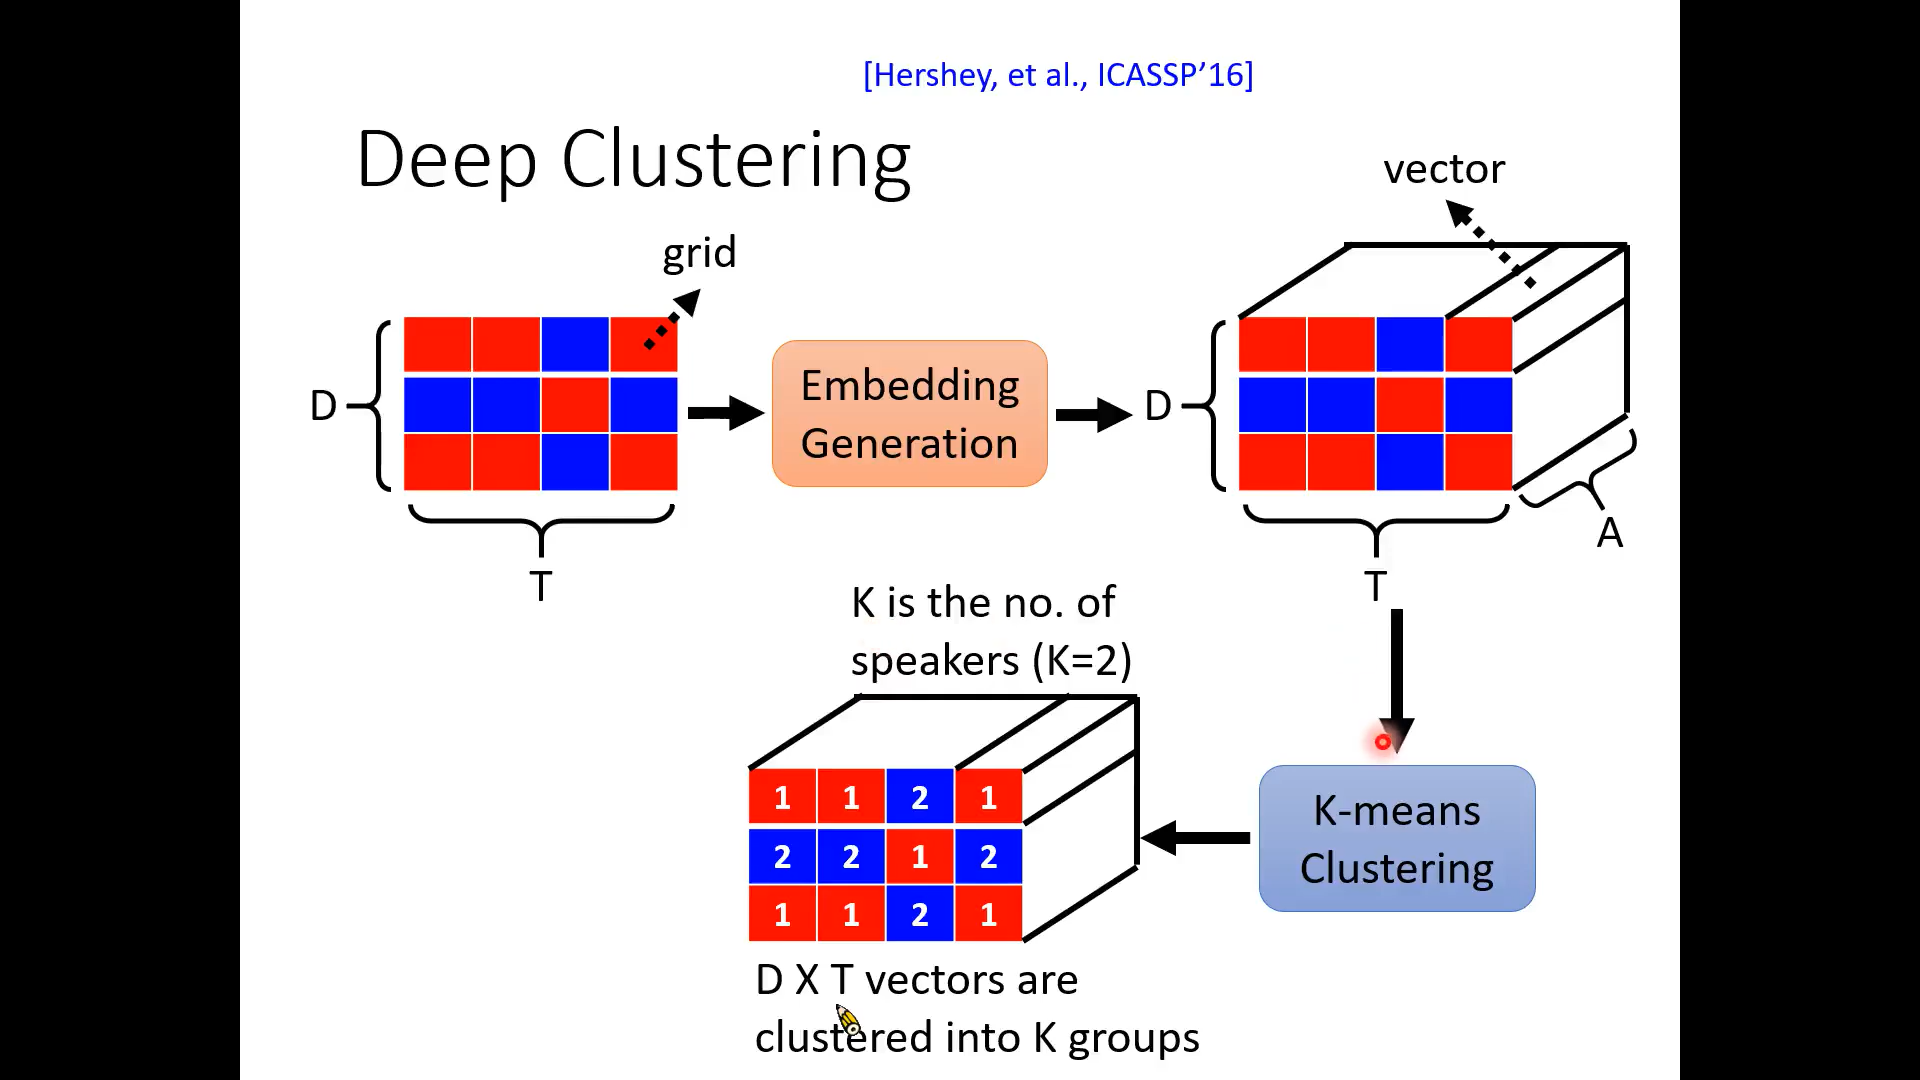 [Hershey, et al., ICASSP’16]
Deep Clustering
vector
grid
D
Embedding
Generation
D
A
T
T
K is the no. of
speakers (K=2)
1 1 2 1
2 2 1 2
1 1 2 1
K-means
Clustering
D X T vectors are
clustered into K groups